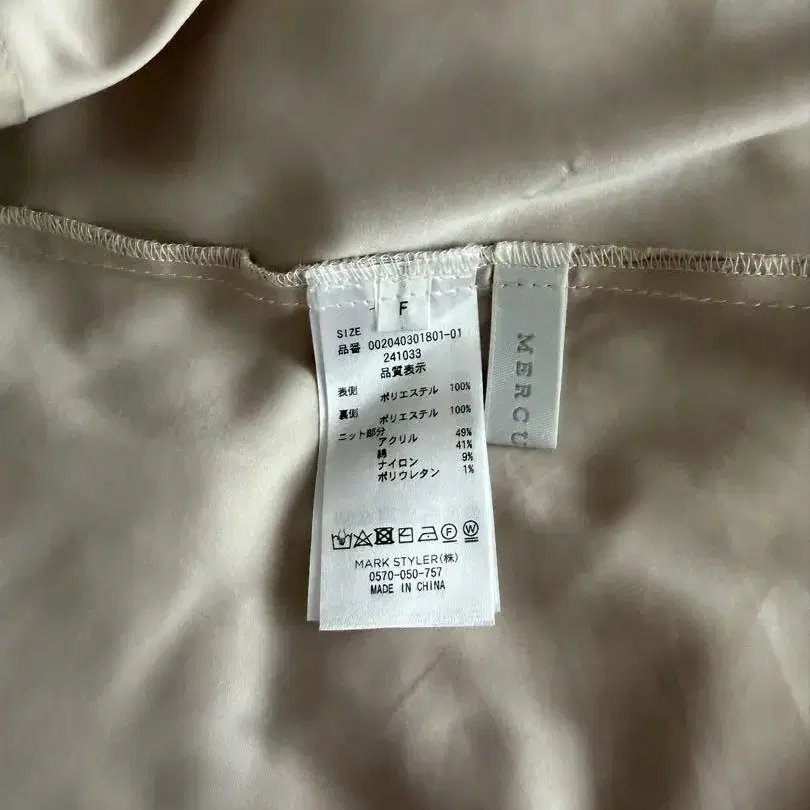 F
SIZE
品番 002040301801-01
241033
品質表示
表側 ポリエステル 100%
裏側 ポリエステル 100%
ニット部分
アクリル 49%
綿 41%
ナイロン 9%
ポリウレタン 1%
MARK STYLER(株)
0570-050-757
MADE IN CHINA
MERCU